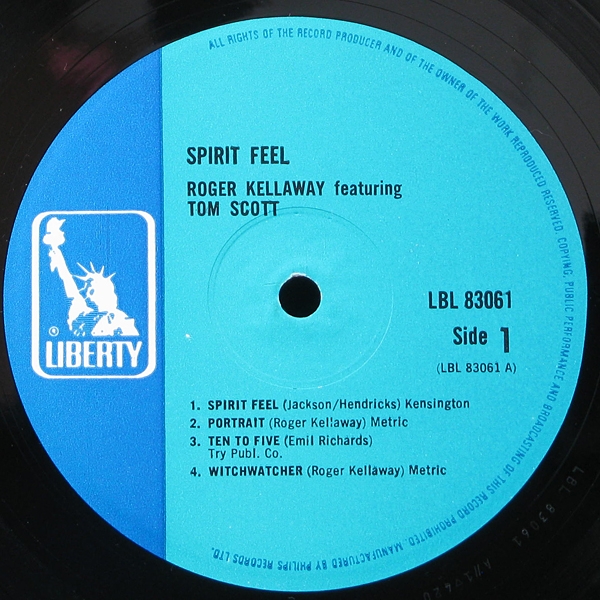 ALL RIGHTS OF THE RECORD PRODUCER AND OF THE OWNER OF THE WORK REPRODUCED RESERVED. COPYING, PUBLIC PERFORMANCE AND BROADCASTING OF THIS RECORD PROHIBITED. MANUFACTURED BY PHILIPS RECORDS LTD.
SPIRIT FEEL
ROGER KELLAWAY featuring
TOM SCOTT
®
LIBERTY
LBL 83061
Side 1
(LBL 83061 A)
1. SPIRIT FEEL (Jackson/Hendricks) Kensington
2. PORTRAIT (Roger Kellaway) Metric
3. TEN TO FIVE (Emil Richards)
Try Publ. Co.
4. WITCHWATCHER (Roger Kellaway) Metric
LBL 83061